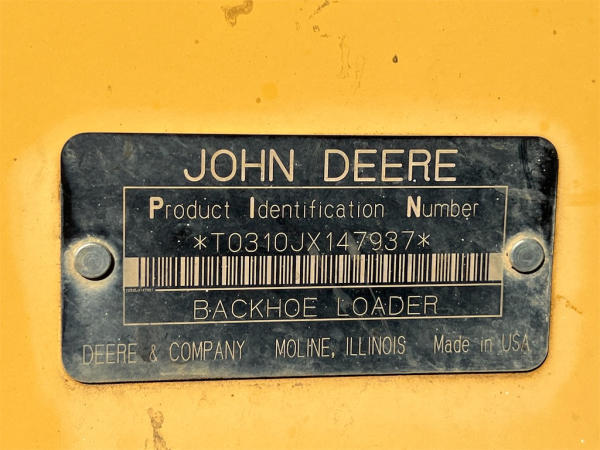 JOHN DEERE
Product Identification Number
*T0310JX147937*
BACKHOE LOADER
DEERE & COMPANY MOLINE, ILLINOIS Made in USA